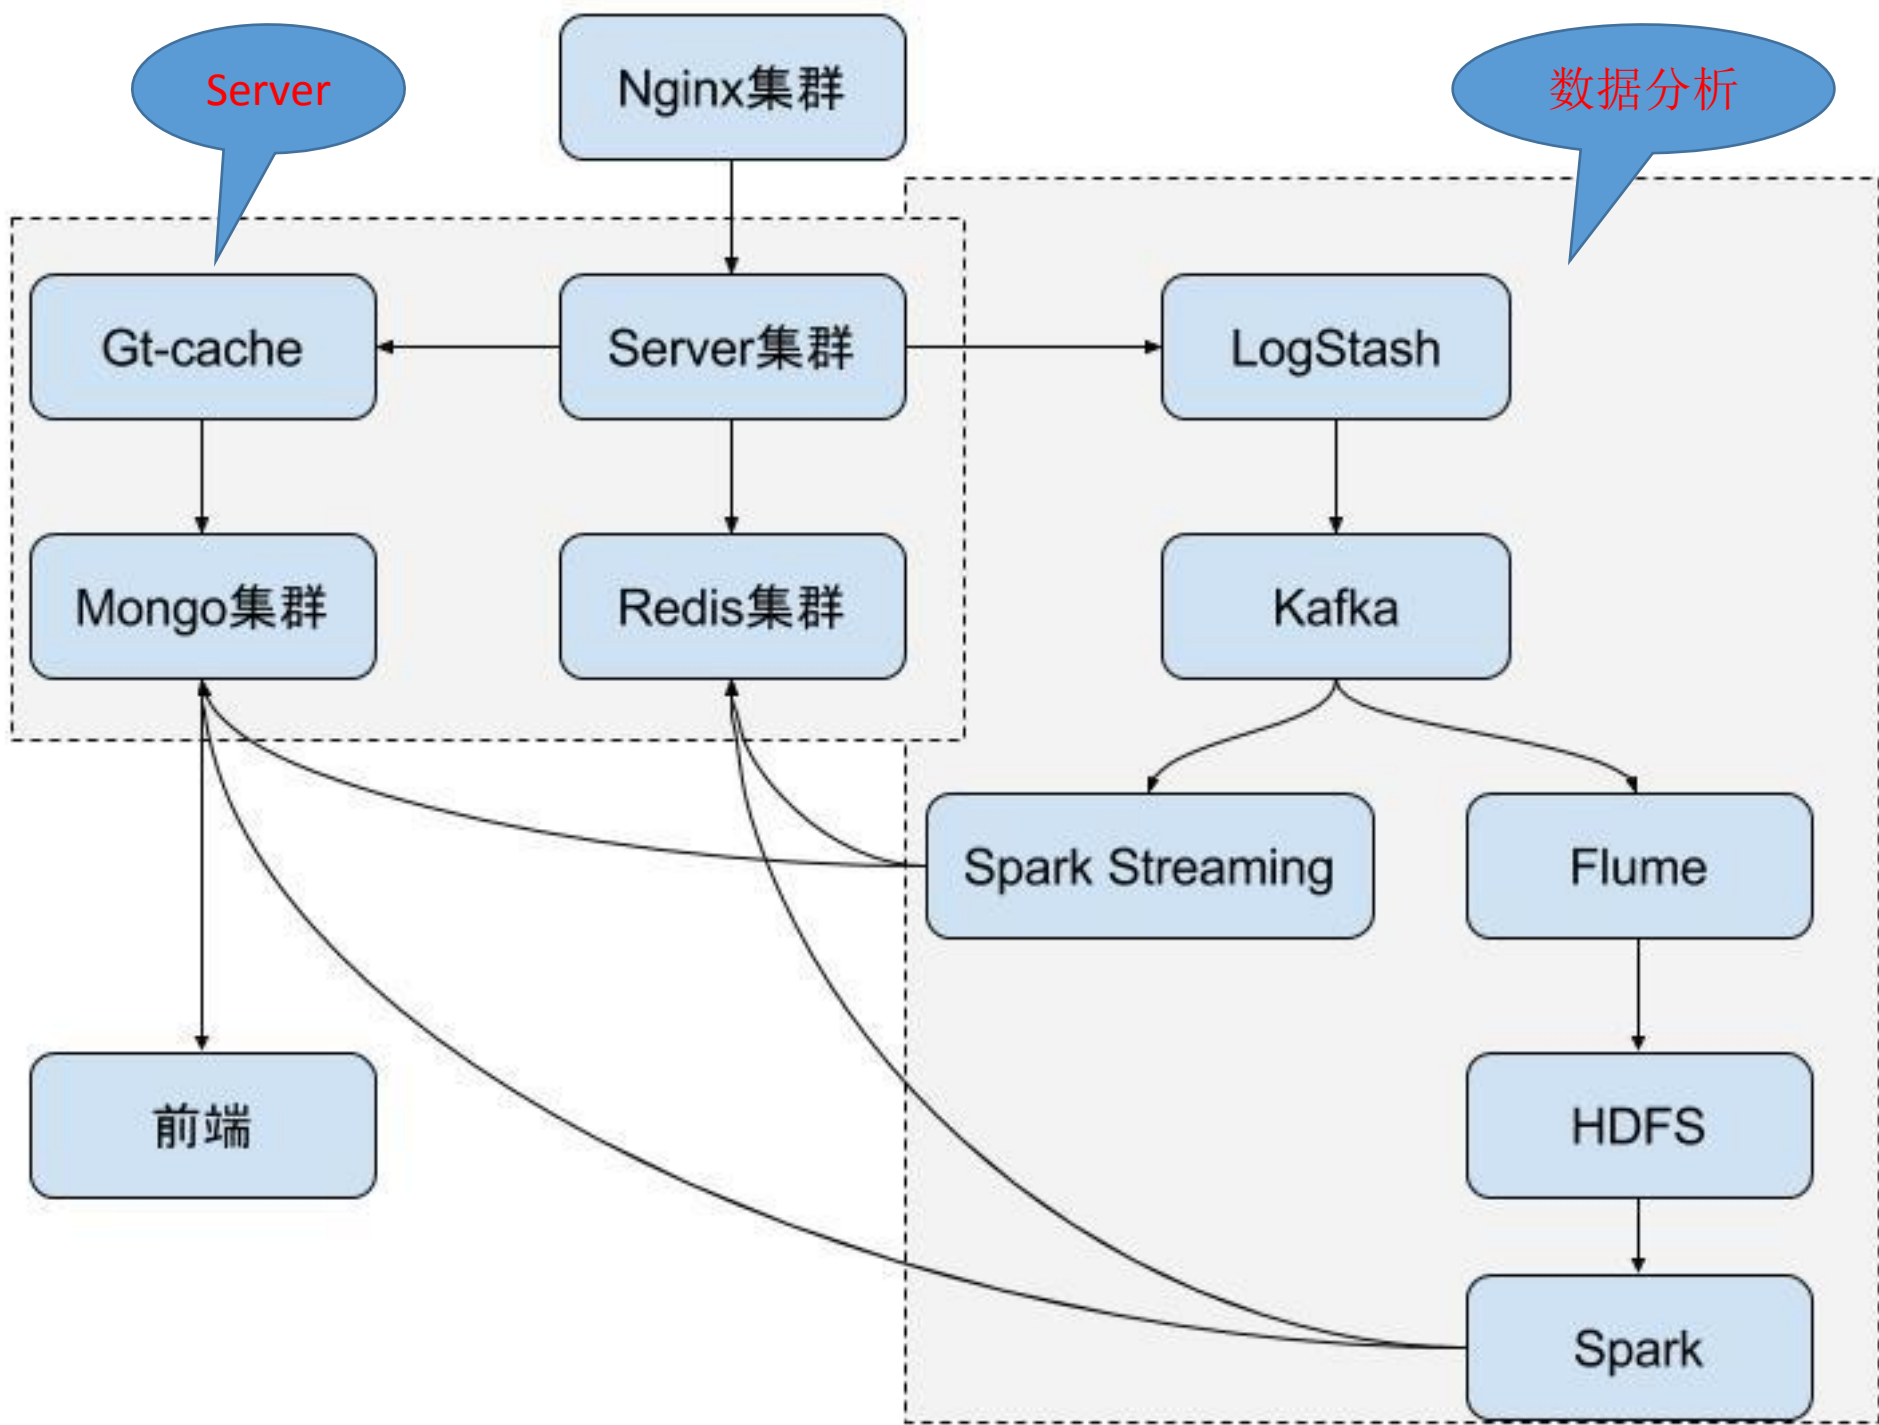 Server
Nginx集群
数据分析
Gt-cache
Server集群
LogStash
Mongo集群
Redis集群
Kafka
Spark Streaming
Flume
前端
HDFS
Spark